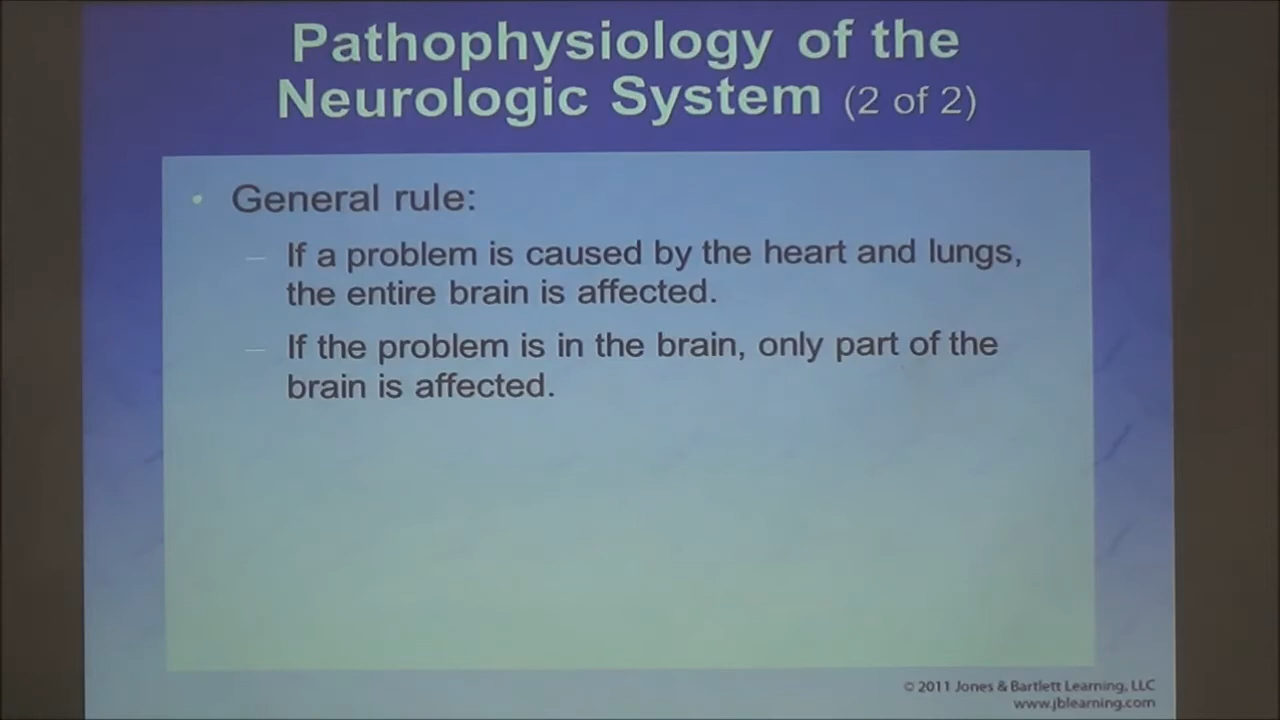 Pathophysiology of the
Neurologic System (2 of 2)
• General rule:
– If a problem is caused by the heart and lungs,
the entire brain is affected.
– If the problem is in the brain, only part of the
brain is affected.
© 2011 Jones & Bartlett Learning, LLC
www.jblearning.com